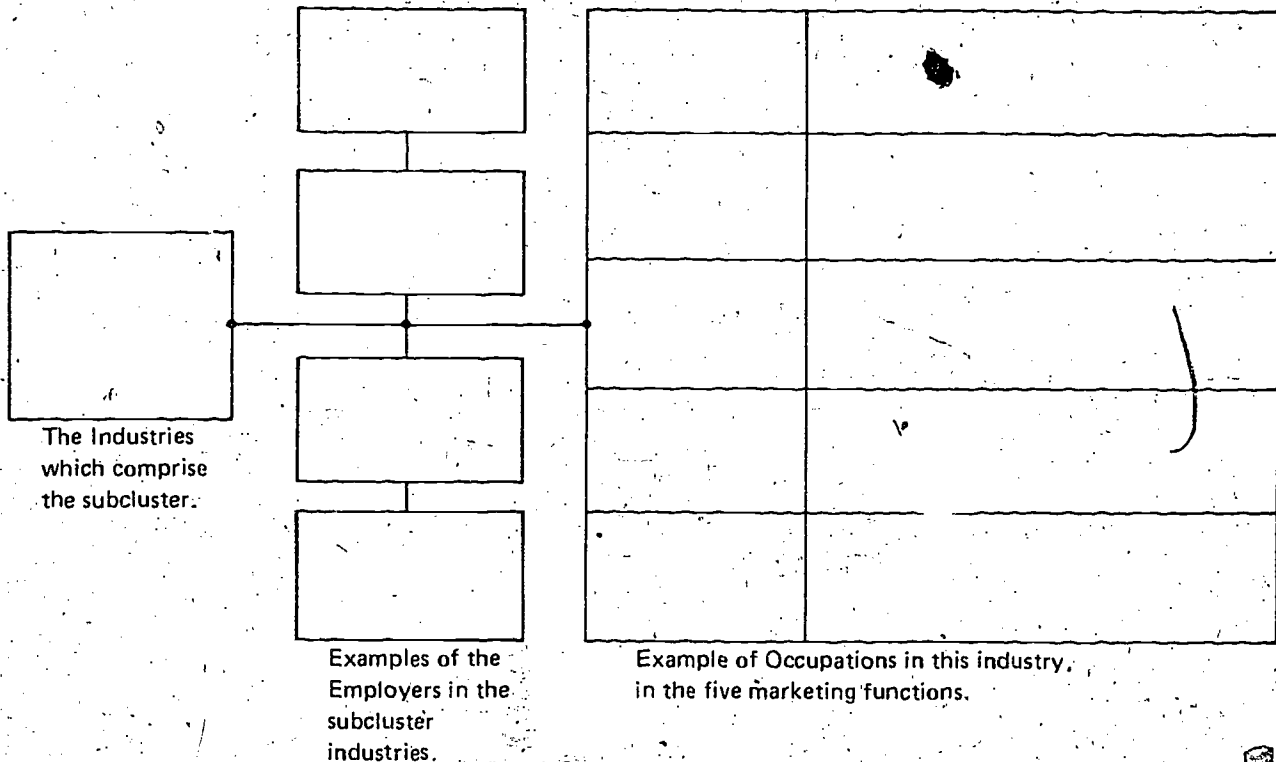 The Industries
which comprise
the subcluster.
Examples of the
Employers in the
subcluster
industries.
Example of Occupations in this industry,
in the five marketing functions.